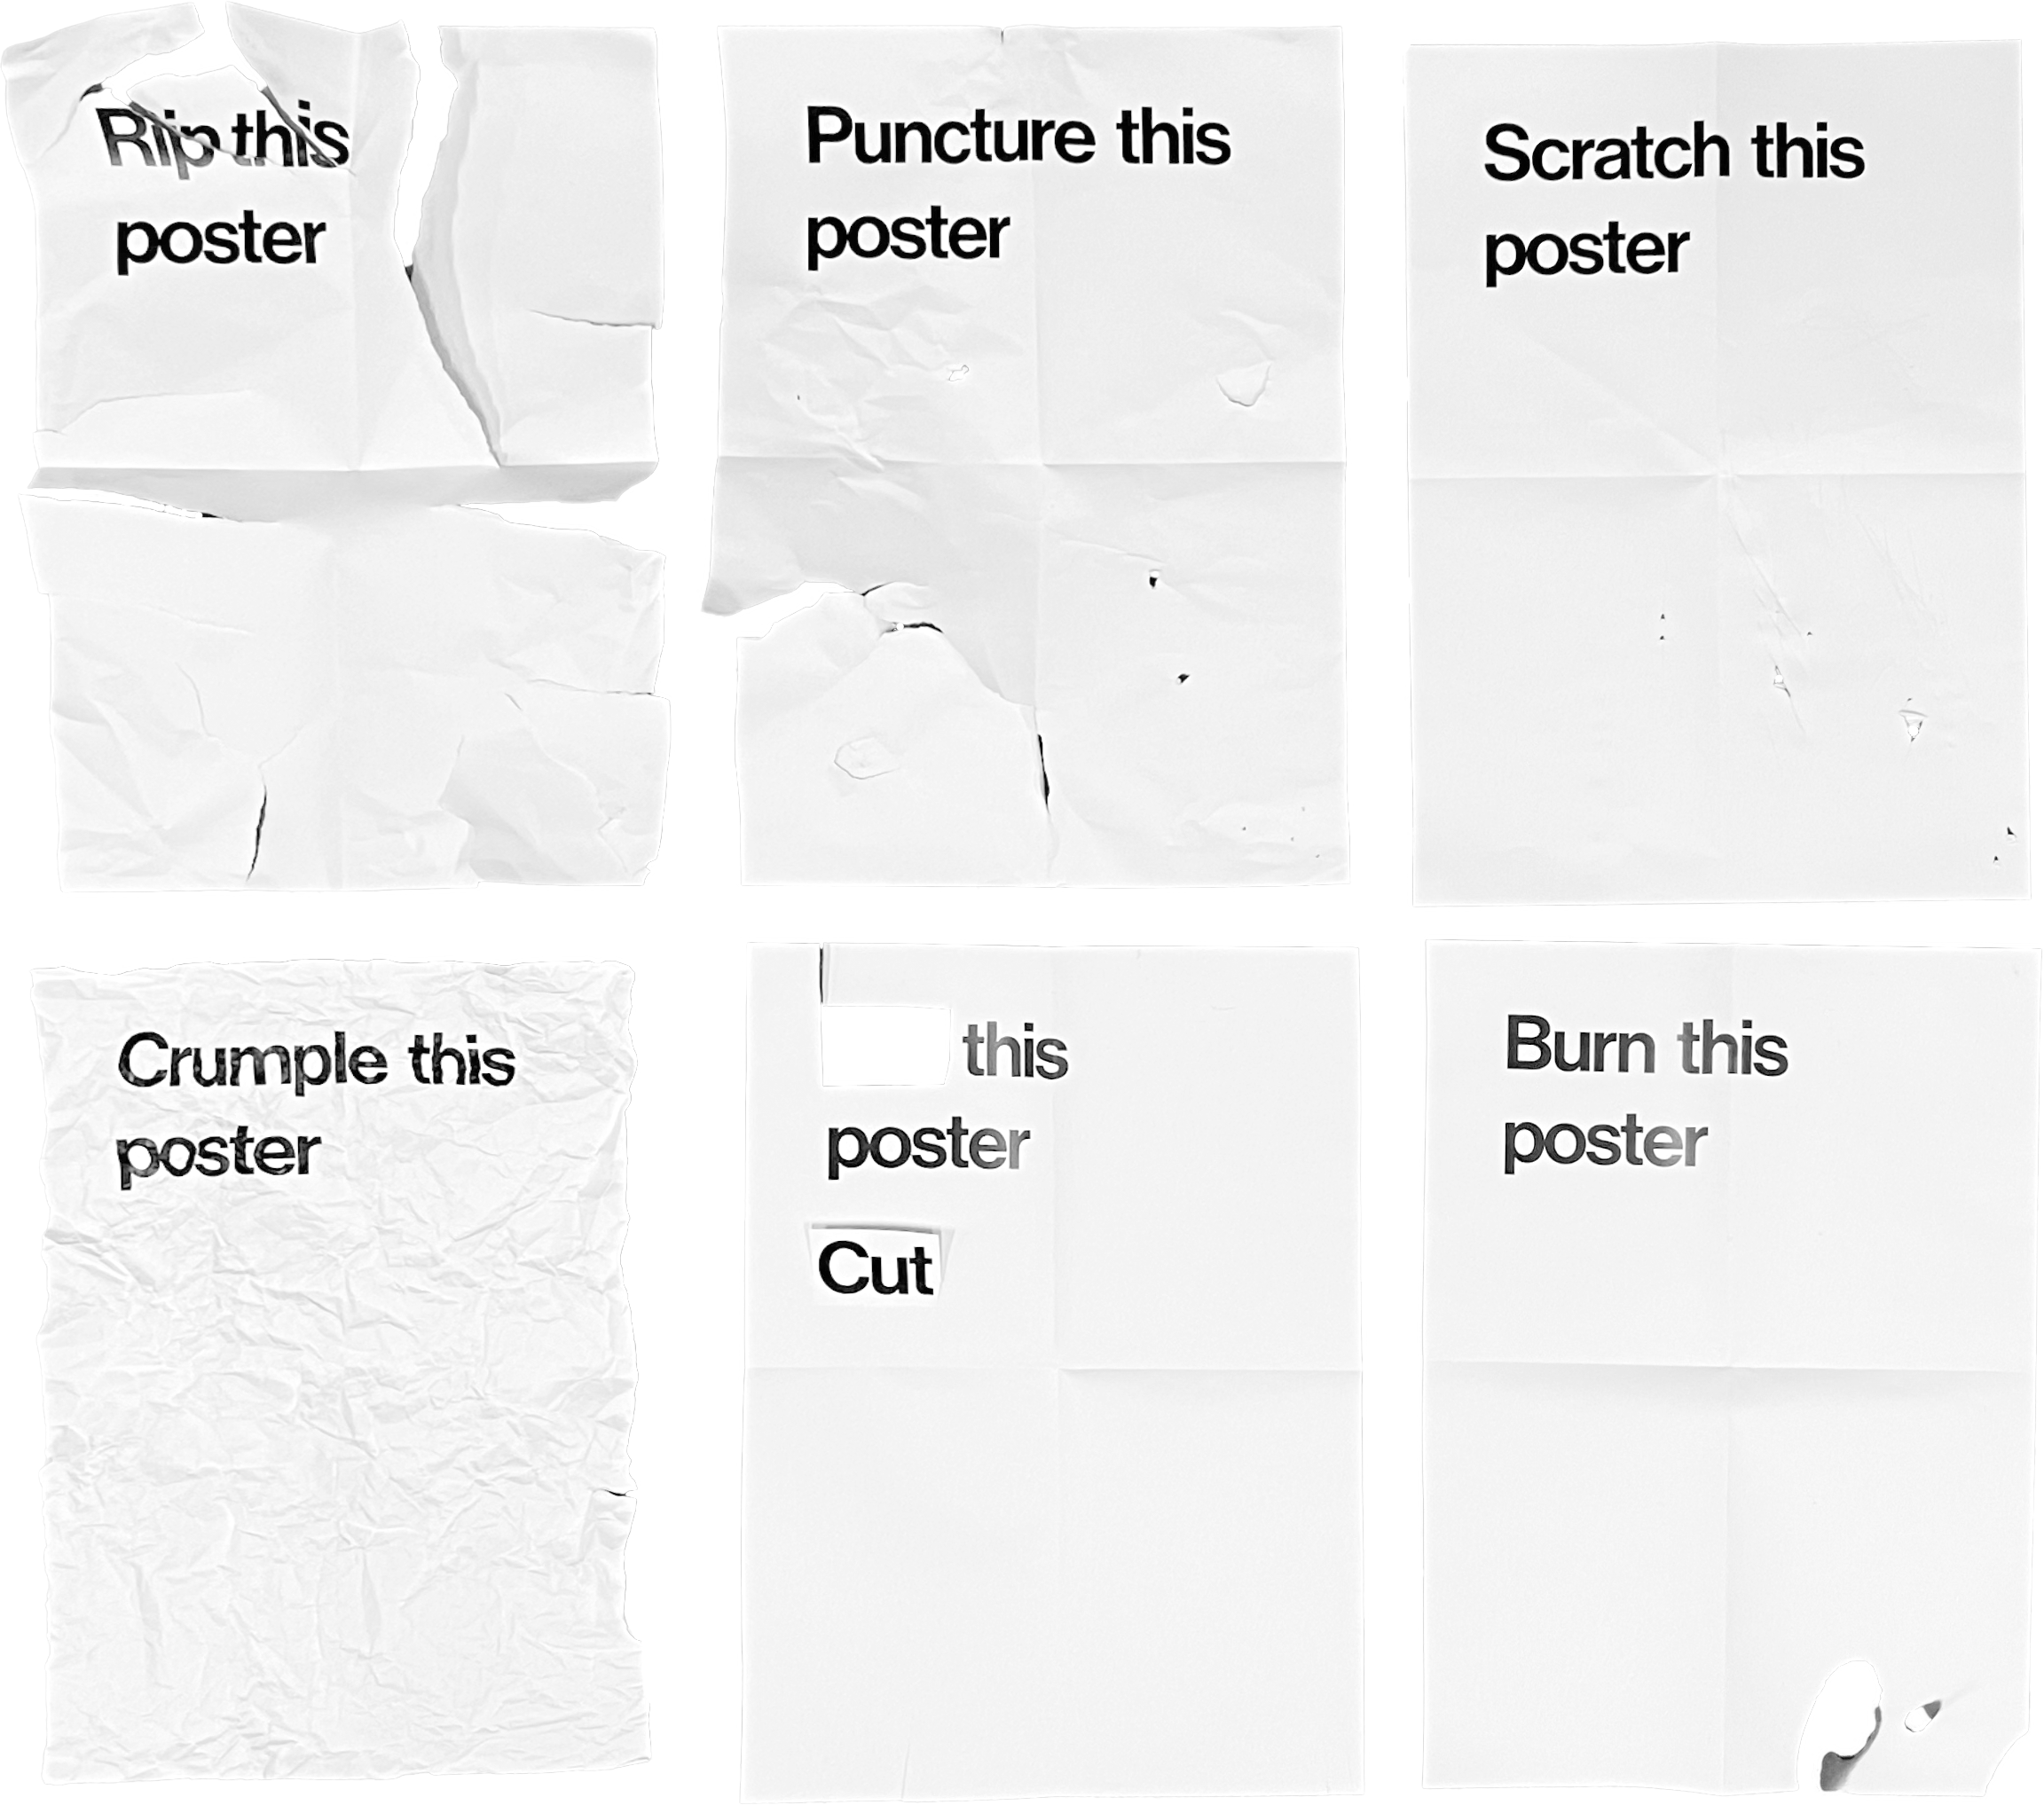 Rip this
poster
Puncture this
poster
Scratch this
poster
Crumple this
poster
this
poster
Cut
Burn this
poster